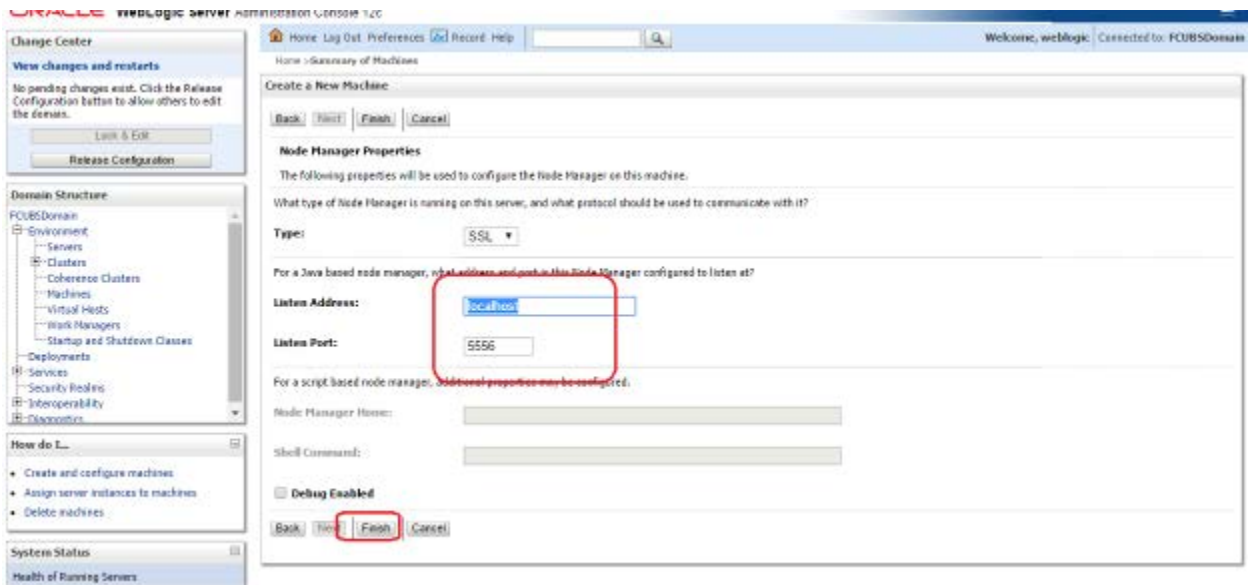 ORACLE WebLogic Server Administration Console 12c
Change Center
View changes and restarts
No pending changes exist. Click the Release
Configuration button to allow others to edit
the domain.
Lock & Edit
Release Configuration
Domain Structure
FCUBSDomain
Environment
Servers
Clusters
Coherence Clusters
Machines
Virtual Hosts
Work Managers
Startup and Shutdown Classes
Deployments
Services
Security Realms
Interoperability
Diagnostics
How do I...
Create and configure machines
Assign server instances to machines
Delete machines
System Status
Health of Running Servers
Home Log Out Preferences Record Help
Welcome, weblogic Connected to: FCUBSDomain
Home >Summary of Machines
Create a New Machine
Back Next Finish Cancel
Node Manager Properties
The following properties will be used to configure the Node Manager on this machine.
What type of Node Manager is running on this server, and what protocol should be used to communicate with it?
Type: SSL
For a Java based node manager, what address and port is this Node Manager configured to listen at?
Listen Address: localhost
Listen Port: 5556
For a script based node manager, additional properties may be configured.
Node Manager Home:
Shell Command:
Debug Enabled
Back Next Finish Cancel